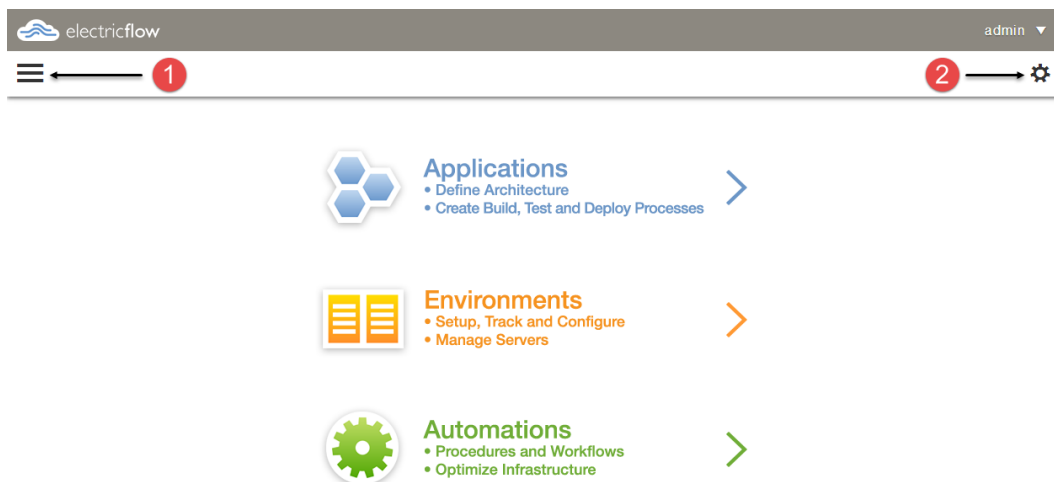 electricflow
admin
1
2
Applications
• Define Architecture
• Create Build, Test and Deploy Processes
Environments
• Setup, Track and Configure
• Manage Servers
Automations
• Procedures and Workflows
• Optimize Infrastructure